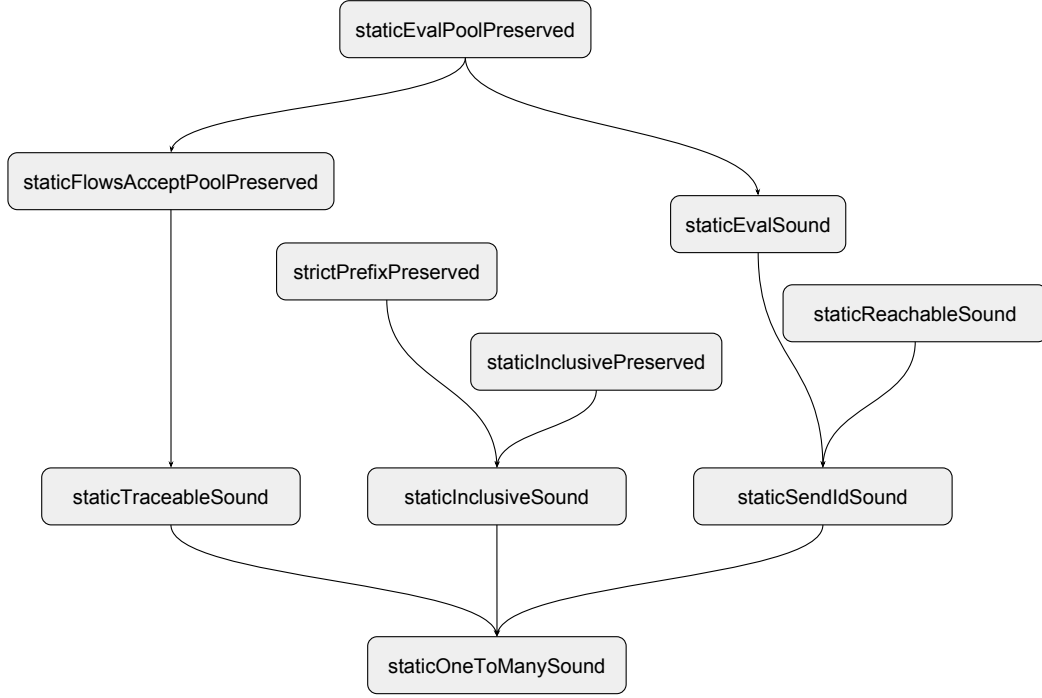 staticEvalPoolPreserved
staticFlowsAcceptPoolPreserved
staticEvalSound
strictPrefixPreserved
staticReachableSound
staticInclusivePreserved
staticTraceableSound
staticInclusiveSound
staticSendIdSound
staticOneToManySound